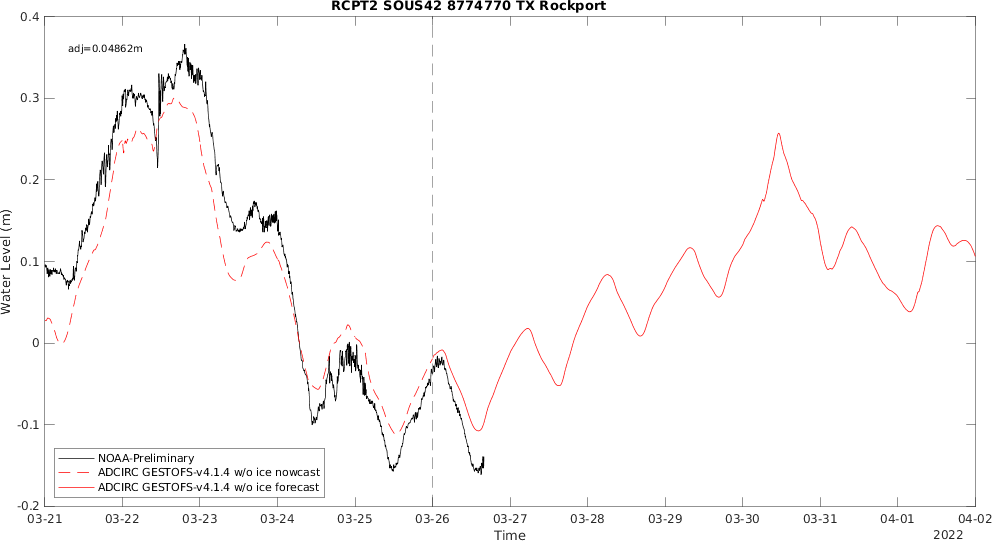 RCPT2 SOUS42 8774770 TX Rockport
adj=0.04862m
Water Level (m)
0.4
0.3
0.2
0.1
0
-0.1
-0.2
NOAA-Preliminary
ADCIRC GESTOFS-v4.1.4 w/o ice nowcast
ADCIRC GESTOFS-v4.1.4 w/o ice forecast
03-21 03-22 03-23 03-24 03-25 03-26 03-27 03-28 03-29 03-30 03-31 04-01 04-02
Time
2022